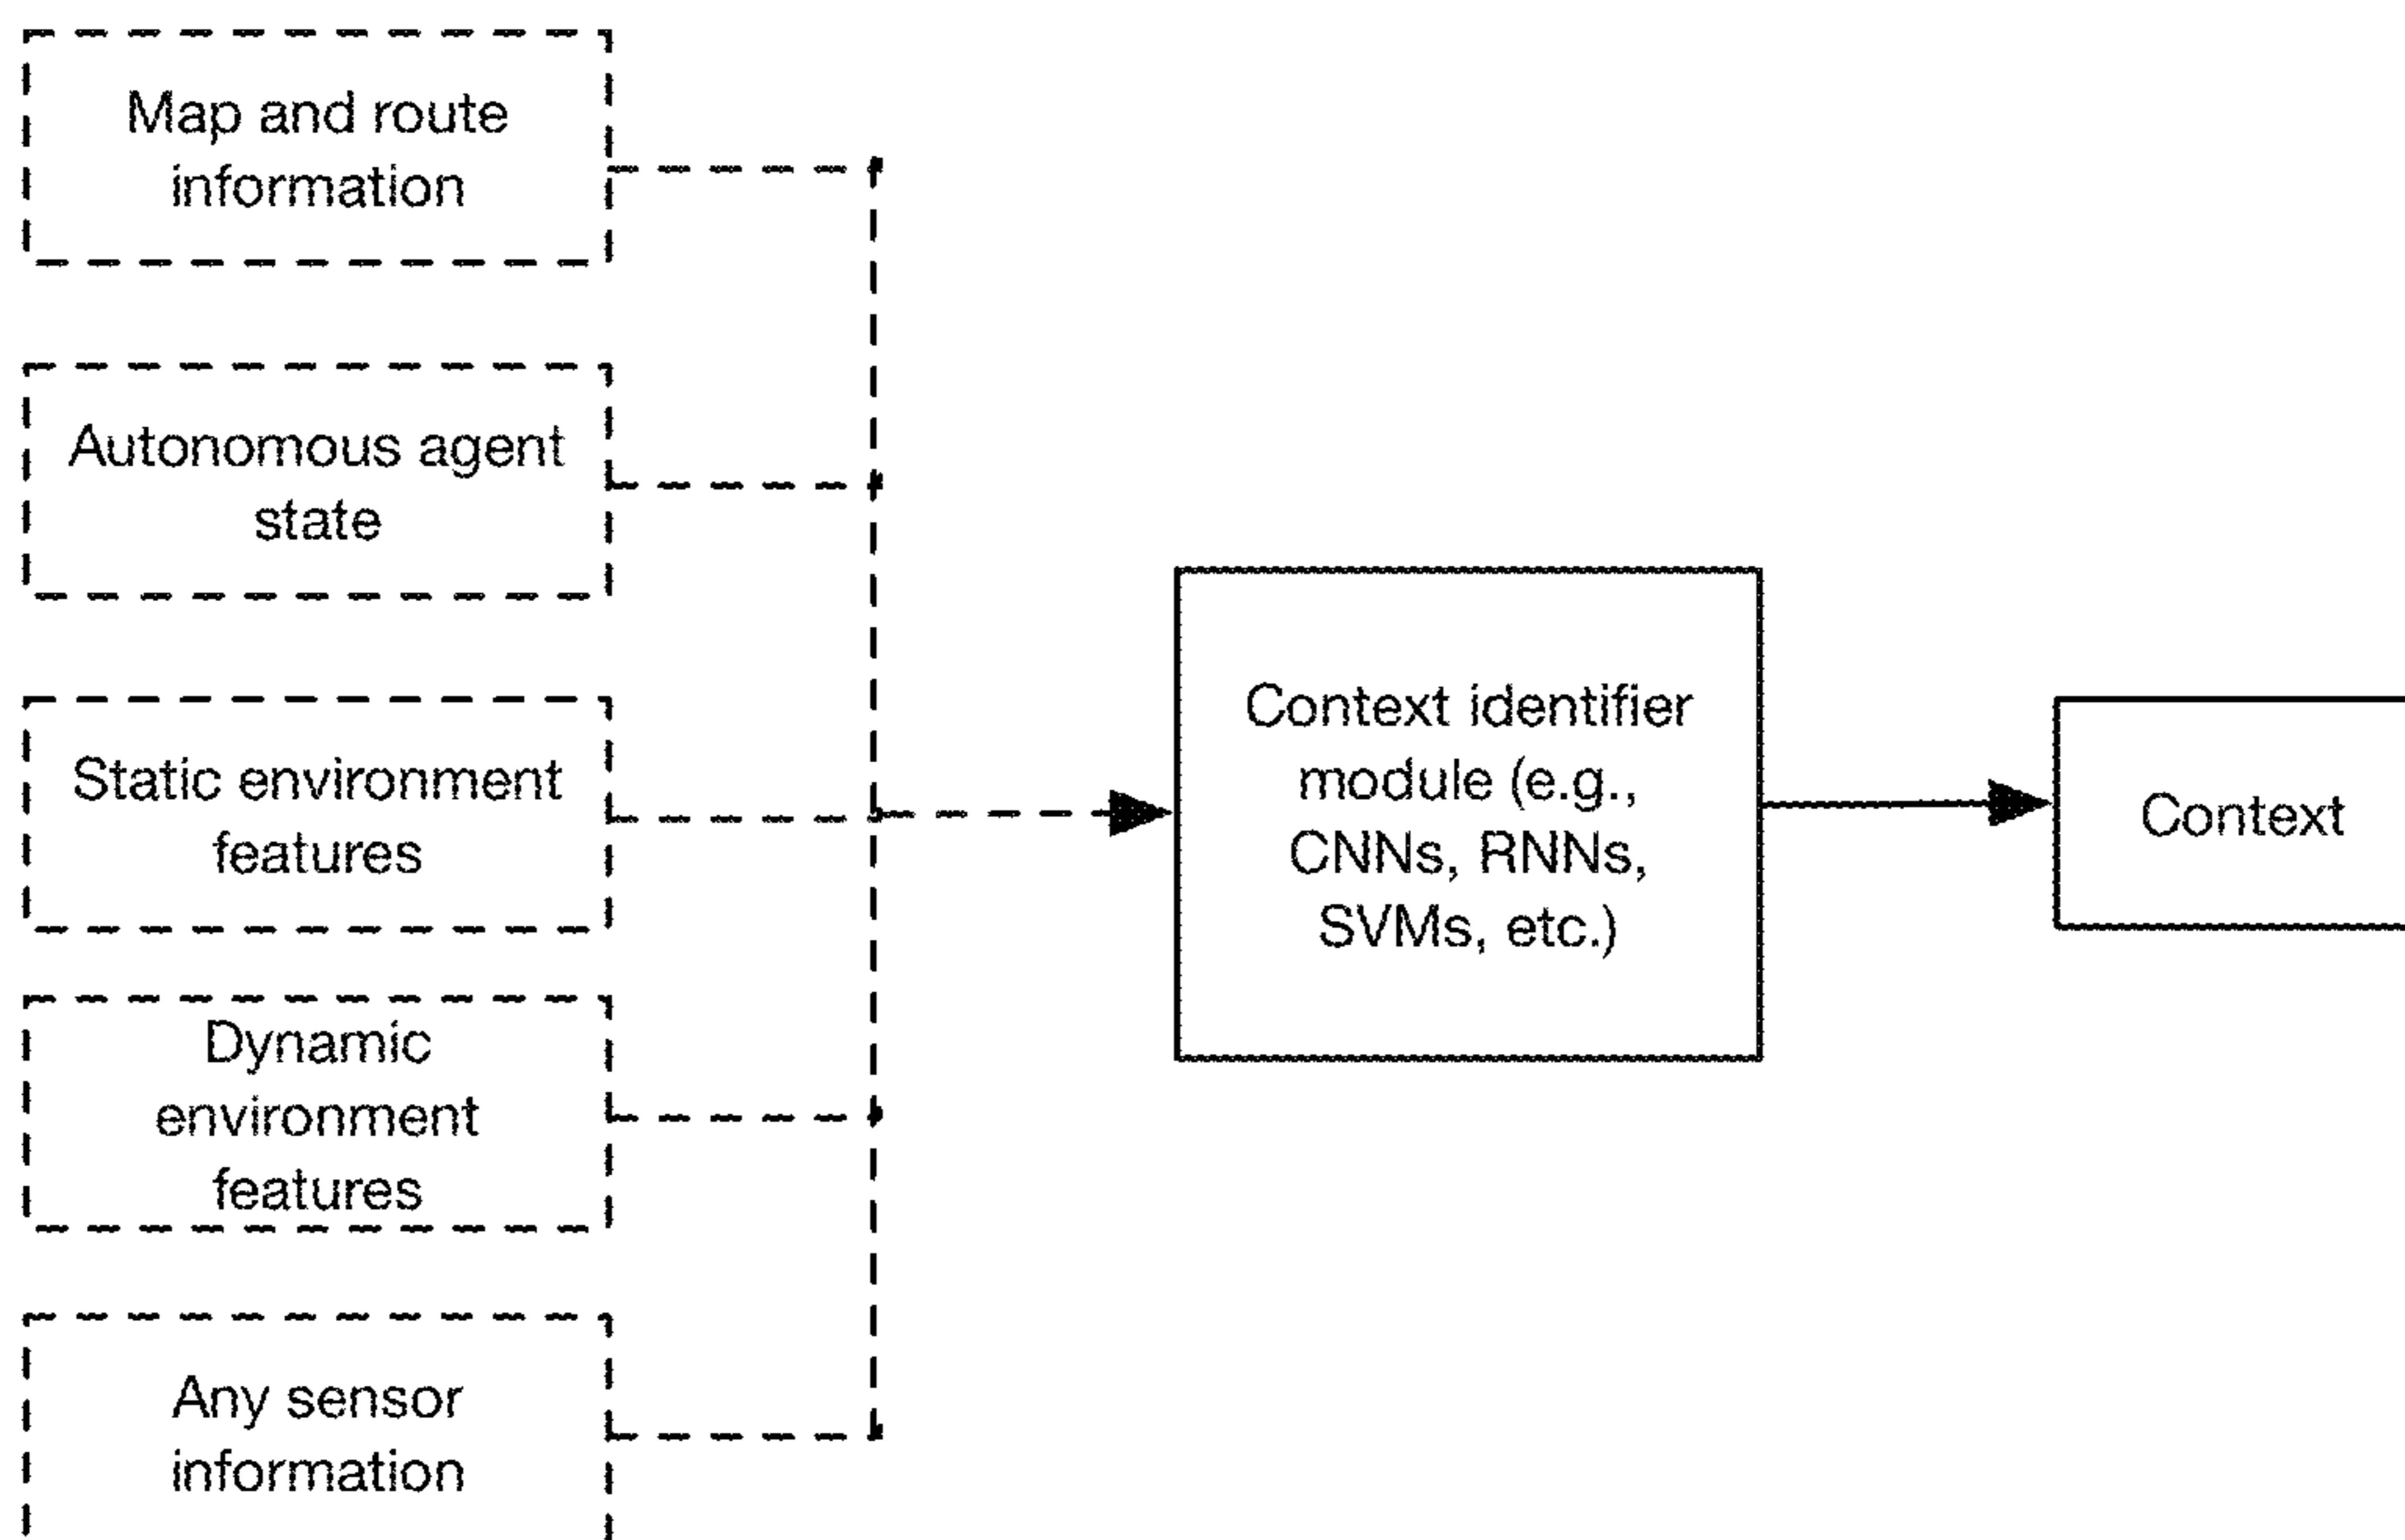 Map and route
information
Autonomous agent
state
Static environment
features
Dynamic
environment
features
Any sensor
information
Context identifier
module (e.g.,
CNNs, RNNs,
SVMs, etc.)
Context